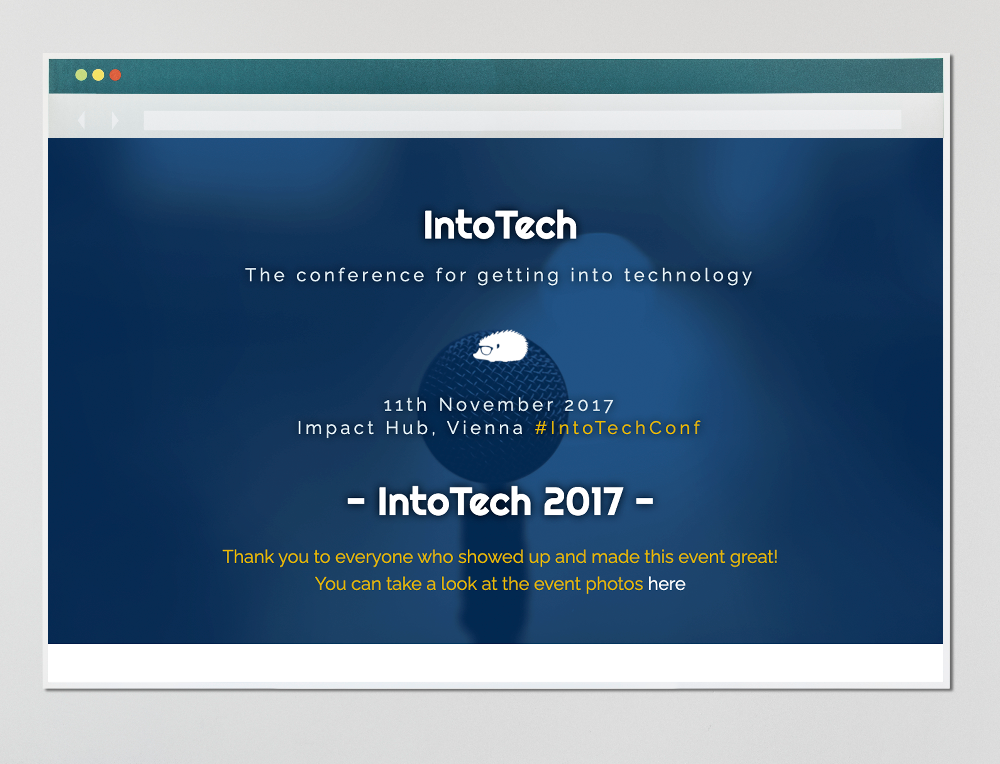 IntoTech
The conference for getting into technology
11th November 2017
Impact Hub, Vienna #IntoTechConf
- IntoTech 2017 -
Thank you to everyone who showed up and made this event great!
You can take a look at the event photos here